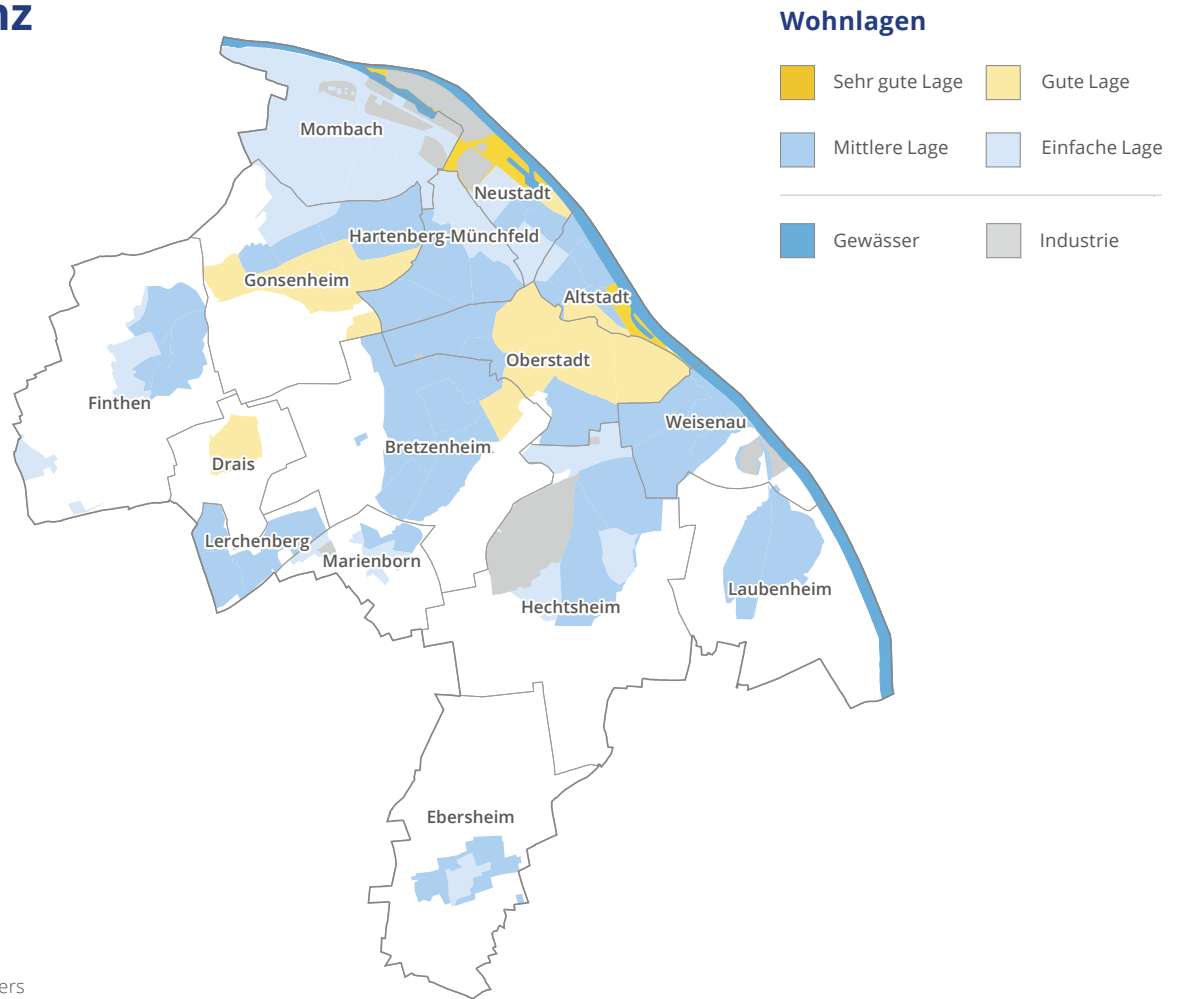 nz
Wohnlagen
Sehr gute Lage
Gute Lage
Mittlere Lage
Einfache Lage
Gewässer
Industrie
Mombach
Neustadt
Hartenberg-Münchfeld
Gonsenheim
Altstadt
Oberstadt
Finthen
Weisenau
Bretzenheim
Drais
Lerchenberg
Marienborn
Laubenheim
Hechtsheim
Ebersheim
ers